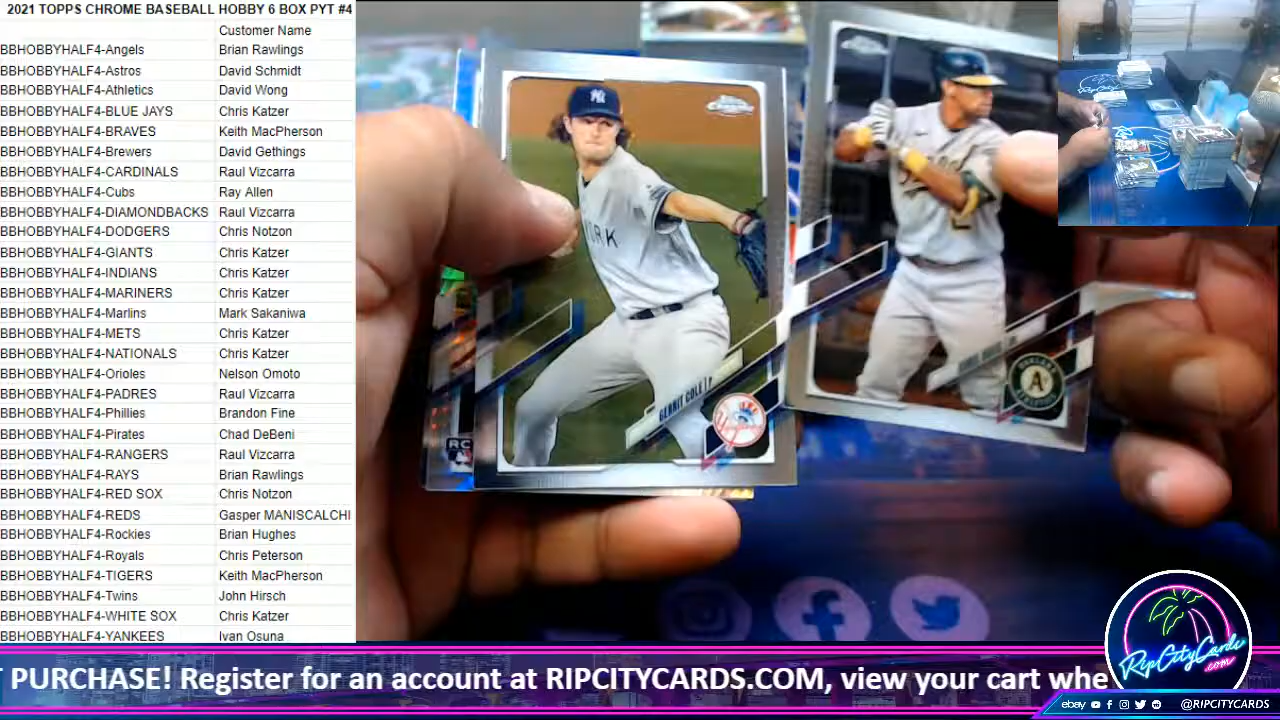 2021 TOPPS CHROME BASEBALL HOBBY 6 BOX PYT #4
Customer Name
BBHOBBYHALF4-Angels Brian Rawlings
BBHOBBYHALF4-Astros David Schmidt
BBHOBBYHALF4-Athletics David Wong
BBHOBBYHALF4-BLUE JAYS Chris Katzer
BBHOBBYHALF4-BRAVES Keith MacPherson
BBHOBBYHALF4-Brewers David Gethings
BBHOBBYHALF4-CARDINALS Raul Vizcarra
BBHOBBYHALF4-Cubs Ray Allen
BBHOBBYHALF4-DIAMONDBACKS Raul Vizcarra
BBHOBBYHALF4-DODGERS Chris Notzon
BBHOBBYHALF4-GIANTS Chris Katzer
BBHOBBYHALF4-INDIANS Chris Katzer
BBHOBBYHALF4-MARINERS Chris Katzer
BBHOBBYHALF4-Marlins Mark Sakaniwa
BBHOBBYHALF4-METS Chris Katzer
BBHOBBYHALF4-NATIONALS Chris Katzer
BBHOBBYHALF4-Orioles Nelson Omoto
BBHOBBYHALF4-PADRES Raul Vizcarra
BBHOBBYHALF4-Phillies Brandon Fine
BBHOBBYHALF4-Pirates Chad DeBeni
BBHOBBYHALF4-RANGERS Raul Vizcarra
BBHOBBYHALF4-RAYS Brian Rawlings
BBHOBBYHALF4-RED SOX Chris Notzon
BBHOBBYHALF4-REDS Gasper MANISCALCHI
BBHOBBYHALF4-Rockies Brian Hughes
BBHOBBYHALF4-Royals Chris Peterson
BBHOBBYHALF4-TIGERS Keith MacPherson
BBHOBBYHALF4-Twins John Hirsch
BBHOBBYHALF4-WHITE SOX Chris Katzer
BBHOBBYHALF4-YANKEES Ivan Osuna
Chrome
YORK
GERRIT COLE
Yankees
RC
OAKLAND
A
PURCHASE! Register for an account at RIPCITYCARDS.COM, view your cart whe
RipCityCards
.com
ebay @RIPCITYCARDS